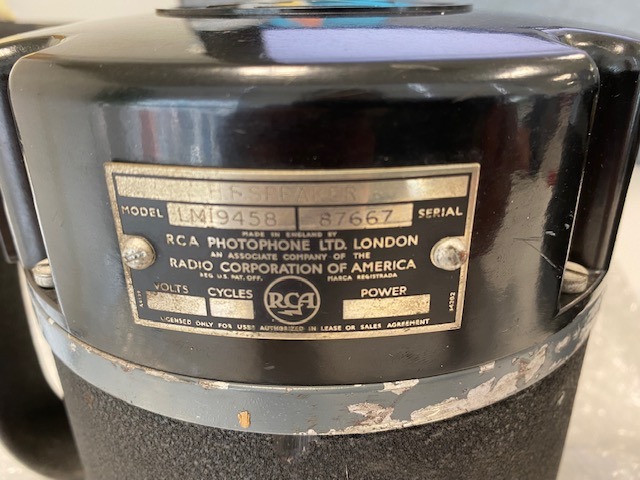 MODEL LMI9458 87667 SERIAL
MADE IN ENGLAND BY
RCA PHOTOPHONE LTD. LONDON
AN ASSOCIATE COMPANY OF THE
RADIO CORPORATION OF AMERICA
REG. U.S. PAT. OFF. MARCA REGISTRADA
VOLTS CYCLES RCA POWER
LICENSED ONLY FOR USES AUTHORIZED IN LEASE OR SALES AGREEMENT